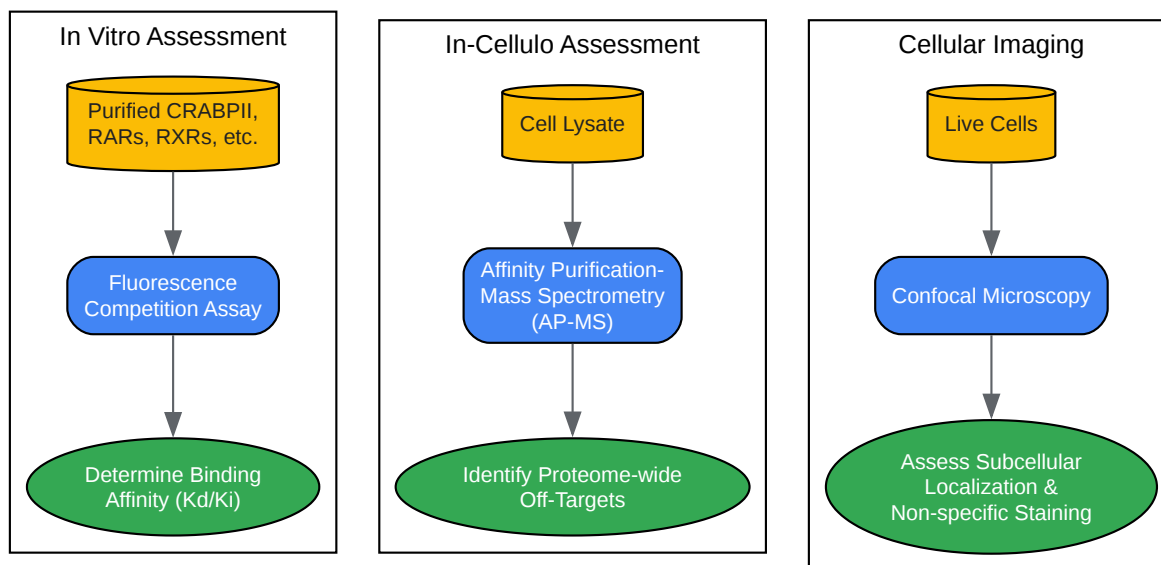 In Vitro Assessment
Purified CRABPII,
RARs, RXRs, etc.
Fluorescence
Competition Assay
Determine Binding
Affinity (Kd/Ki)
In-Cellulo Assessment
Cell Lysate
Affinity Purification-
Mass Spectrometry
(AP-MS)
Identify Proteome-wide
Off-Targets
Cellular Imaging
Live Cells
Confocal Microscopy
Assess Subcellular
Localization &
Non-specific Staining